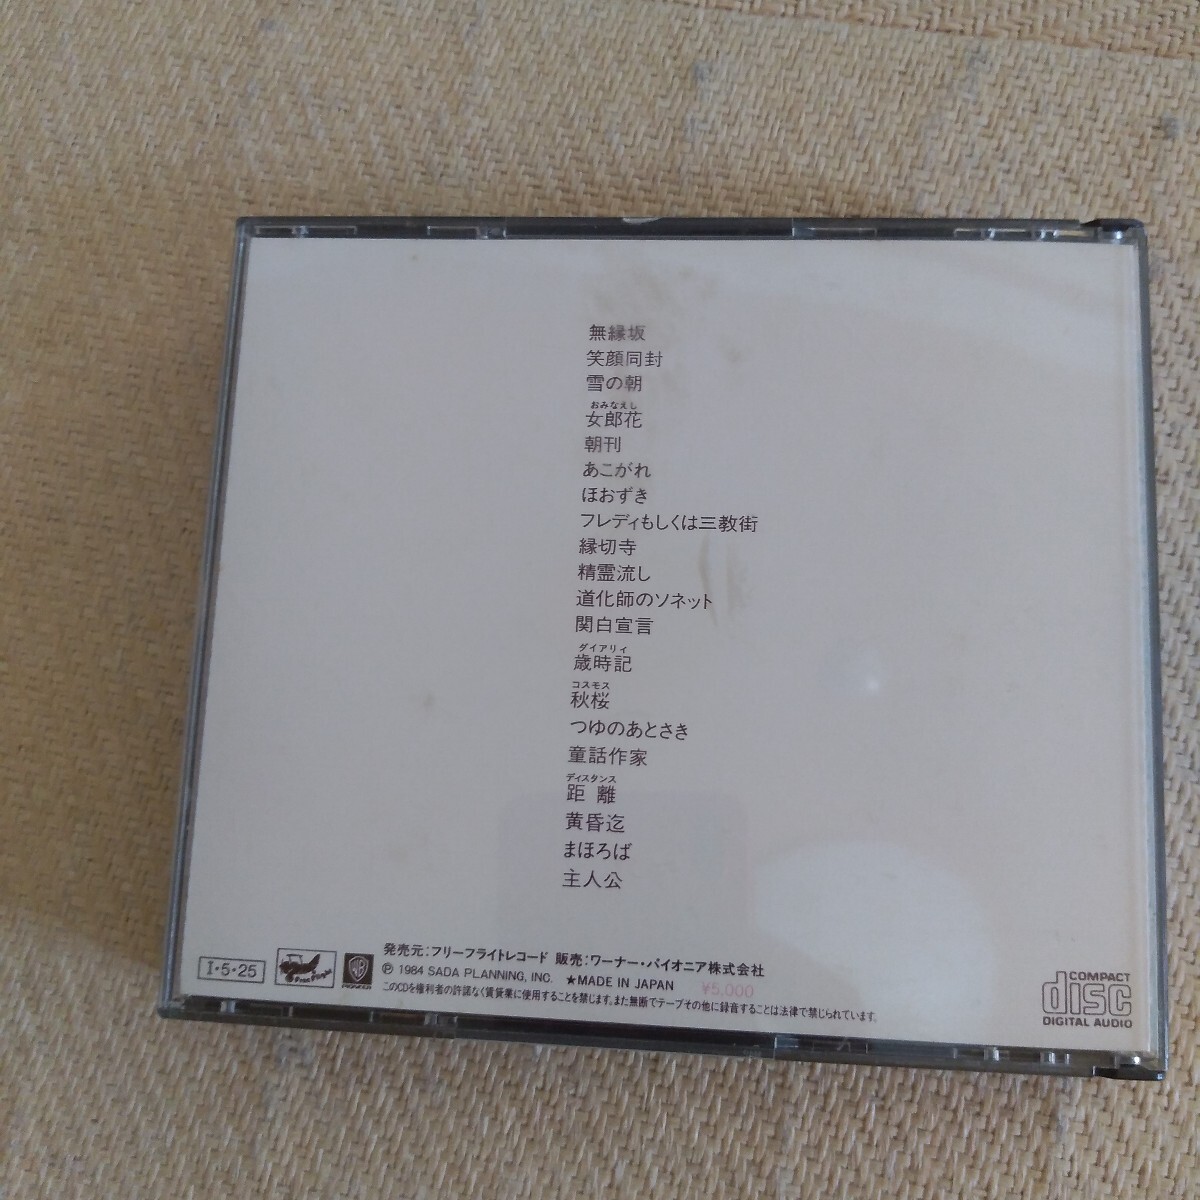 無縁坂
笑顔同封
雪の朝
おみなえし
女郎花
朝刊
あこがれ
ほおずき
フレディもしくは三教街
縁切寺
精霊流し
道化師のソネット
関白宣言
ダイアリィ
歳時記
コスモス
秋桜
つゆのあとさき
童話作家
ディスタンス
距離
黄昏迄
まほろば
主人公
I・5・25
Free Flight
WB
PIONEER
発売元：フリーフライトレコード 販売：ワーナー・パイオニア株式会社
Ⓟ 1984 SADA PLANNING, INC. ★MADE IN JAPAN ¥5,000
このCDを権利者の許諾なく賃貸業に使用することを禁じます。また無断でテープその他に録音することは法律で禁じられています。
COMPACT
disc
DIGITAL AUDIO